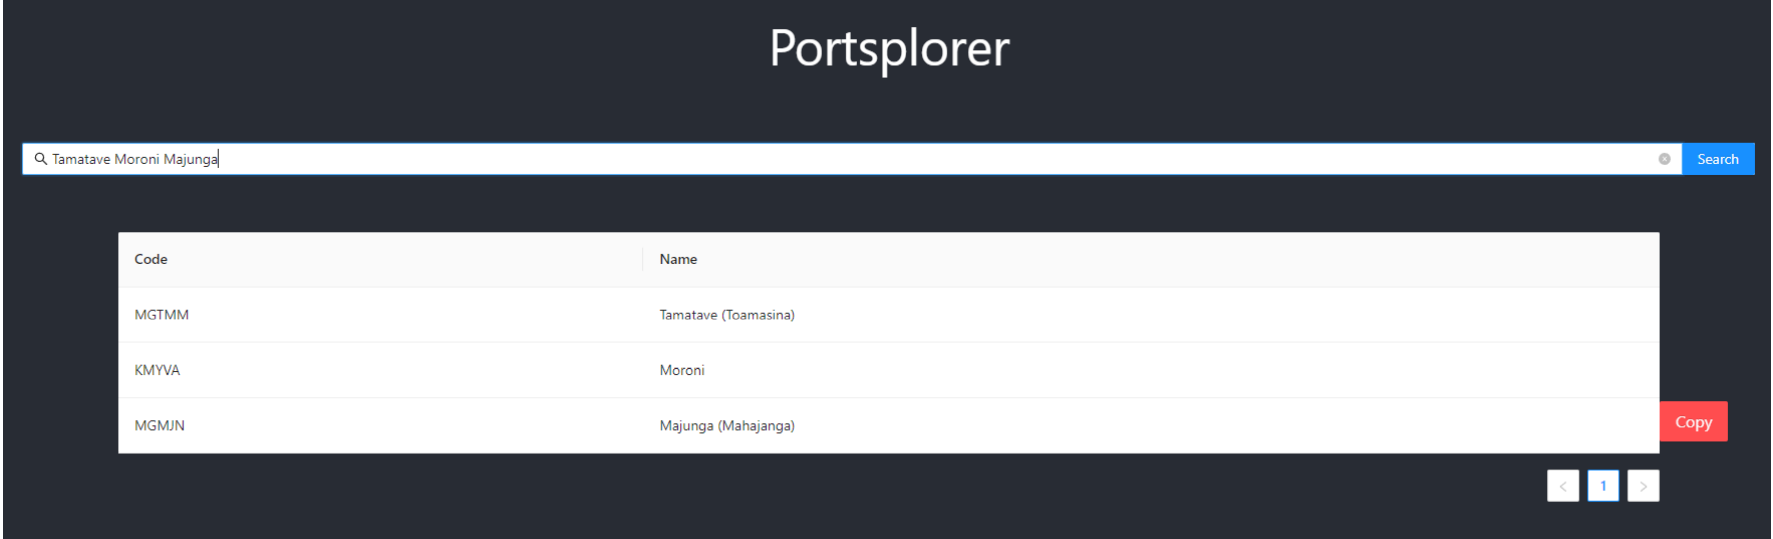 Portsplorer
Tamatave Moroni Majunga
Search
Code Name
MGTMM Tamatave (Toamasina)
KMYVA Moroni
MGMJN Majunga (Mahajanga)
Copy
< 1 >